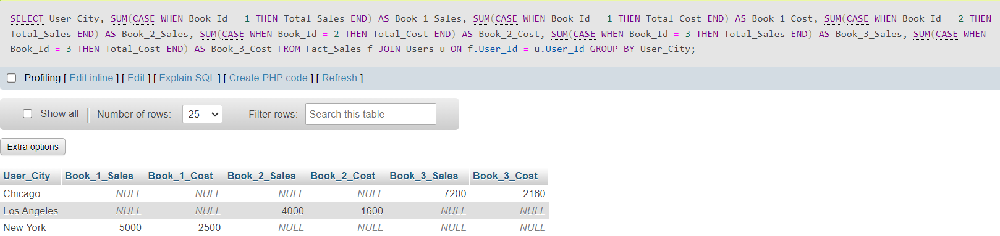 SELECT User_City, SUM(CASE WHEN Book_Id = 1 THEN Total_Sales END) AS Book_1_Sales, SUM(CASE WHEN Book_Id = 1 THEN Total_Cost END) AS Book_1_Cost, SUM(CASE WHEN Book_Id = 2 THEN
Total_Sales END) AS Book_2_Sales, SUM(CASE WHEN Book_Id = 2 THEN Total_Cost END) AS Book_2_Cost, SUM(CASE WHEN Book_Id = 3 THEN Total_Sales END) AS Book_3_Sales, SUM(CASE WHEN
Book_Id = 3 THEN Total_Cost END) AS Book_3_Cost FROM Fact_Sales f JOIN Users u ON f.User_Id = u.User_Id GROUP BY User_City;
Profiling [ Edit inline ] [ Edit ] [ Explain SQL ] [ Create PHP code ] [ Refresh ]
Show all Number of rows: 25 Filter rows: Search this table
Extra options
User_City Book_1_Sales Book_1_Cost Book_2_Sales Book_2_Cost Book_3_Sales Book_3_Cost
Chicago NULL NULL NULL NULL 7200 2160
Los Angeles NULL NULL 4000 1600 NULL NULL
New York 5000 2500 NULL NULL NULL NULL